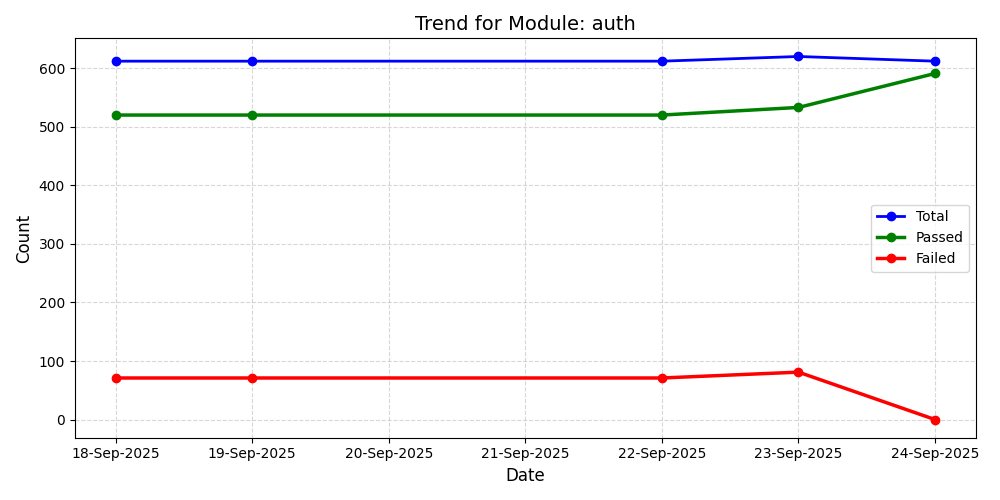 Trend for Module: auth
Count
600
500
400
300
200
100
0
Total
Passed
Failed
18-Sep-2025 19-Sep-2025 20-Sep-2025 21-Sep-2025 22-Sep-2025 23-Sep-2025 24-Sep-2025
Date